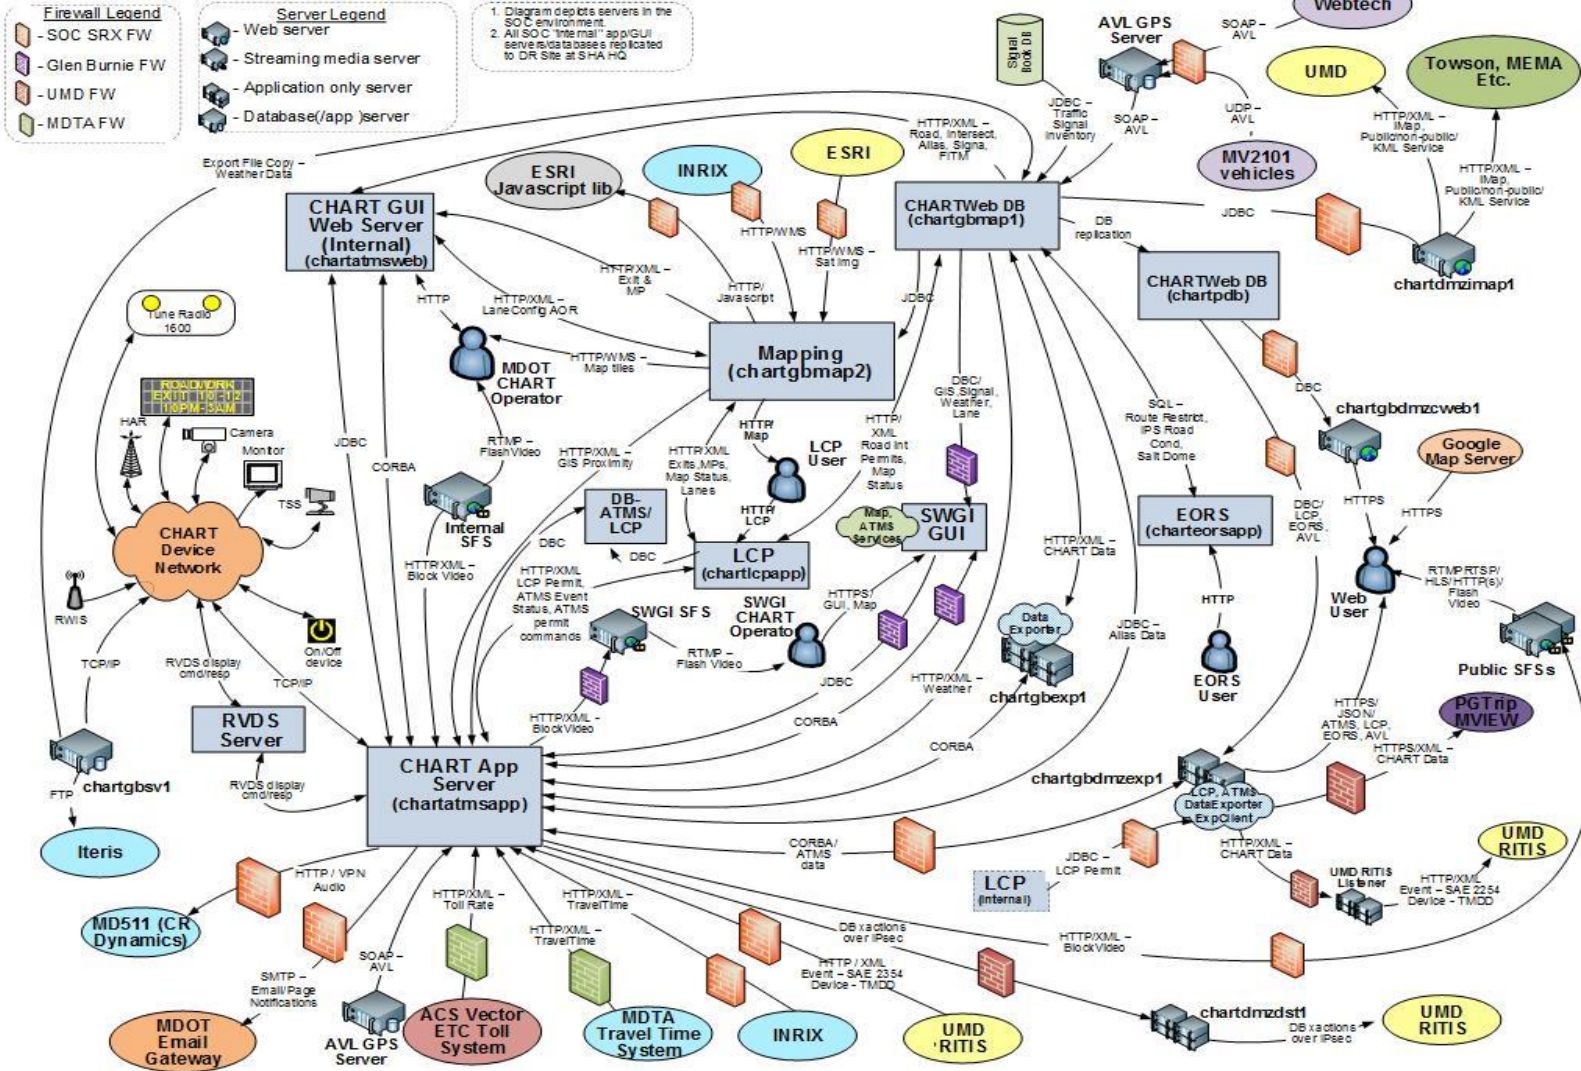 Firewall Legend
- SOC SRX FW
- Glen Burnie FW
- UMD FW
- MDTA FW
Server Legend
- Web server
- Streaming media server
- Application only server
- Database(/app )server
1. Diagram depicts servers in the
SOC environment.
2. All SOC "Internal" app/GUI
servers/databases replicated
to DR Site at SHA HQ
Signal
Book DB
AVL GPS
Server
SOAP –
AVL
Webtech
UMD
Towson, MEMA
Etc.
JDBC –
Traffic
Signal
Inventory
SOAP –
AVL
UDP –
AVL
MV2101
vehicles
HTTP/XML –
IMap,
Public/non-public/
KML Service
HTTP/XML –
IMap,
Public/non-public/
KML Service
Export File Copy –
Weather Data
HTTP/XML –
Road, Intersect,
Alias, Signa,
FITM
ESRI
Javascript lib
INRIX
ESRI
CHART GUI
Web Server
(Internal)
(chartatmsweb)
CHARTWeb DB
(chartgbmap1)
JDBC
DB
replication
chartdmzimap1
CHARTWeb DB
(chartpdb)
HTTP/WMS
HTTP/WMS –
Sat Img
HTTP/XML –
Exit &
MP
HTTP/
Javascript
JDBC
HTTP
HTTP/XML –
LaneConfig AOR
Tune Radio
1600
Mapping
(chartgbmap2)
MDOT
CHART
Operator
HTTP/WMS –
Map tiles
ROADWORK
EXIT 10-12
10PM-3AM
HAR
Camera
Monitor
TSS
JDBC
CORBA
RTMP –
Flash Video
HTTP/XML –
GIS Proximity
HTTP/XML
Exits, MPs,
Map Status,
Lanes
HTTP/
Map
LCP
User
HTTP/
XML
Road Int
Permits,
Map
Status
DBC/
GIS,Signal,
Weather,
Lane
SQL –
Route Restrict,
IPS Road
Cond,
Salt Dome
DBC
chartgbdmzcweb1
Google
Map Server
HTTPS
HTTPS
Internal
SFS
DB-
ATMS/
LCP
HTTP/
LCP
Map,
ATMS
Services
SWGI
GUI
EORS
(charteorsapp)
DBC/
LCP,
EORS,
AVL
CHART
Device
Network
DBC
DBC
LCP
(chartlcpapp)
HTTP/XML –
CHART Data
HTTP/XML –
Block Video
HTTP/XML
LCP Permit,
ATMS Event
Status, ATMS
permit
commands
Web
User
RTMPRTSP/
HLS/HTTP(s)/
Flash
Video
RWIS
On/Off
device
SWGI SFS
SWGI
CHART
Operator
HTTPS/
GUI, Map
HTTP
Data
Exporter
JDBC –
Alias Data
TCP/IP
RVDS display
cmd/resp
TCP/IP
RTMP –
Flash Video
JDBC
HTTP/XML –
Weather
chartgbexp1
EORS
User
Public SFSs
RVDS
Server
HTTP/XML –
BlockVideo
CORBA
CORBA
HTTPS/
JSON/
ATMS, LCP,
EORS, AVL
PGTrip
MVIEW
HTTPS/XML –
CHART Data
chartgbsv1
FTP
RVDS display
cmd/resp
CHART App
Server
(chartatmsapp)
chartgbdmzexp1
LCP, ATMS
DataExporter
ExpClient
Iteris
CORBA/
ATMS
data
JDBC –
LCP Permit
HTTP/XML –
CHART Data
UMD
RITIS
LCP
(Internal)
UMD RITIS
Listener
HTTP/XML
Event – SAE 2254
Device - TMDD
HTTP / VPN
Audio
HTTP/XML –
Toll Rate
HTTP/XML –
TravelTime
HTTP/XML –
TravelTime
MD511 (CR
Dynamics)
DB xactions
over IPsec
HTTP/XML –
BlockVideo
SMTP –
Email/Page
Notifications
SOAP –
AVL
HTTP / XML
Event – SAE 2354
Device - TMDD
MDOT
Email
Gateway
AVL GPS
Server
ACS Vector
ETC Toll
System
MDTA
Travel Time
System
INRIX
UMD
'RITIS
chartdmzdst1
DB xactions
over IPsec
UMD
RITIS